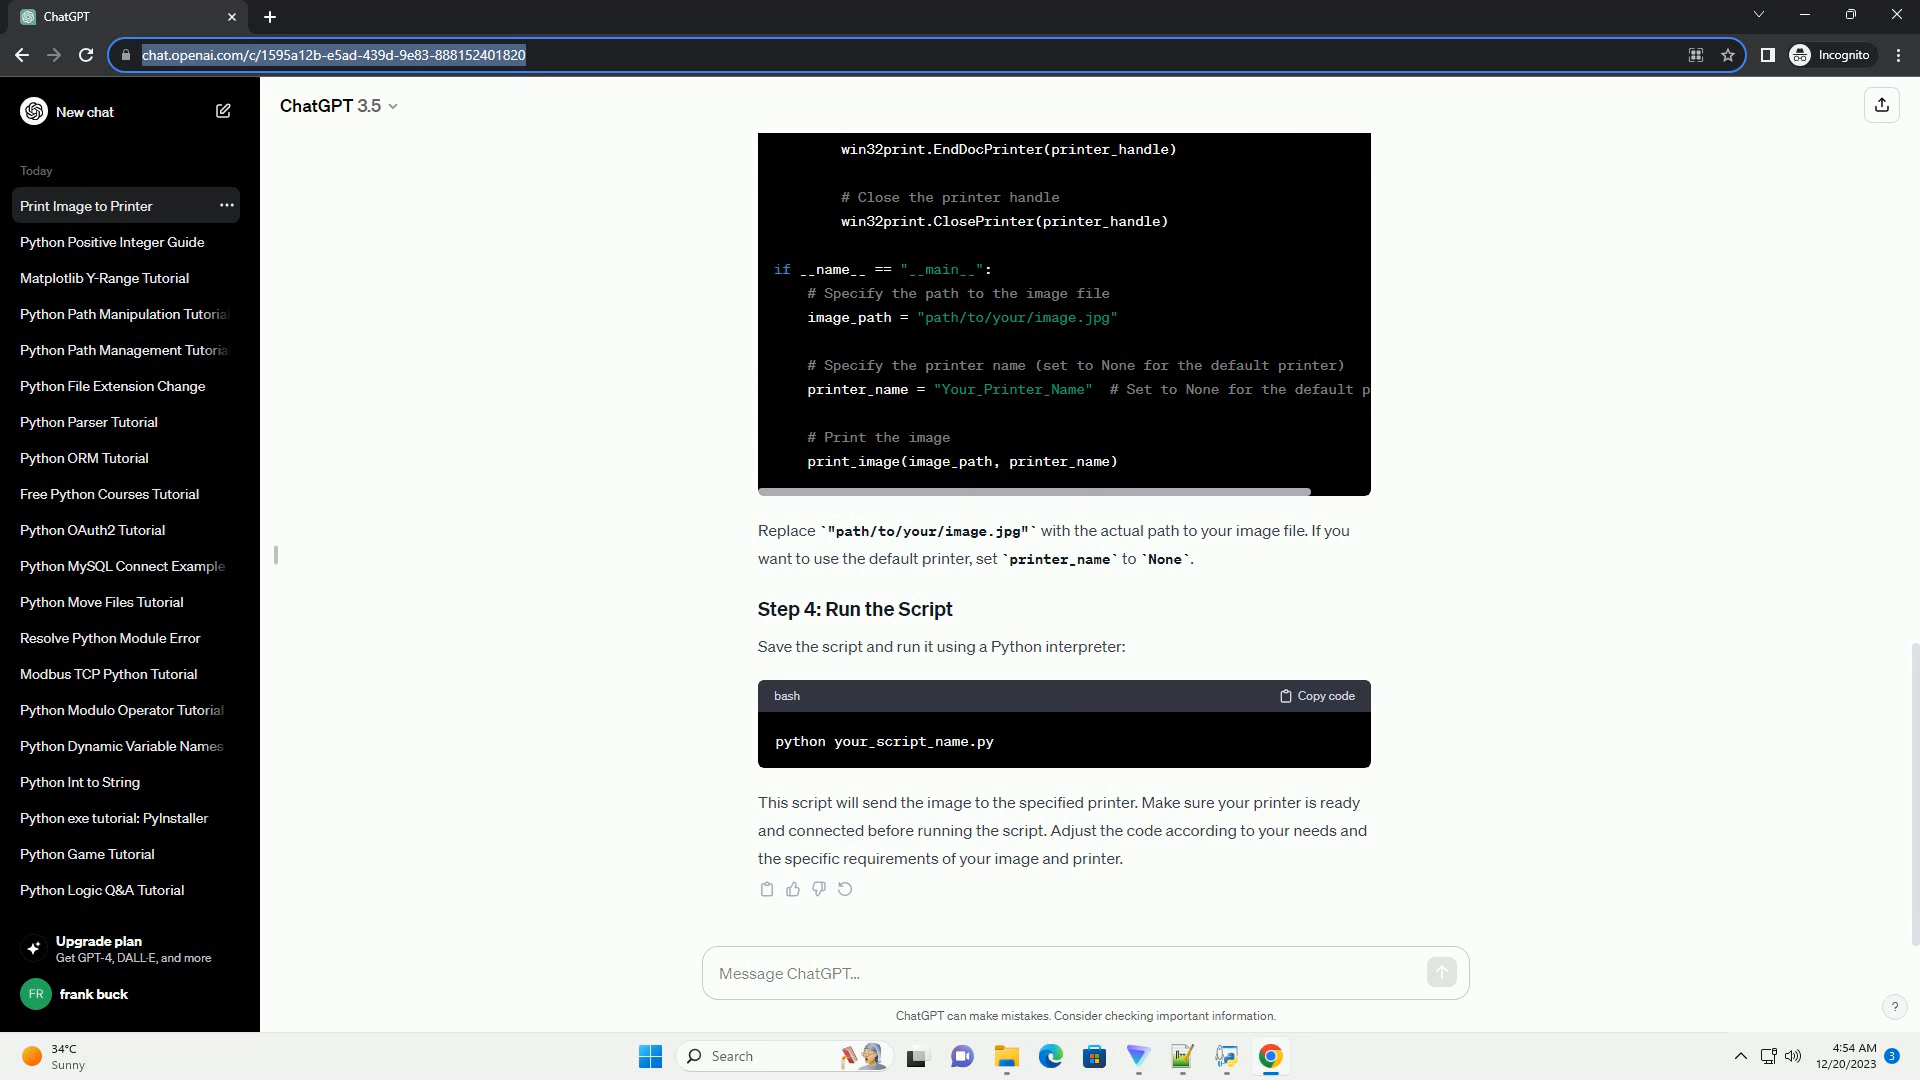 ChatGPT
chat.openai.com/c/1595a12b-e5ad-439d-9e83-888152401820
Incognito
New chat
ChatGPT 3.5
Today
Print Image to Printer
Python Positive Integer Guide
Matplotlib Y-Range Tutorial
Python Path Manipulation Tutorial
Python Path Management Tutoria
Python File Extension Change
Python Parser Tutorial
Python ORM Tutorial
Free Python Courses Tutorial
Python OAuth2 Tutorial
Python MySQL Connect Example
Python Move Files Tutorial
Resolve Python Module Error
Modbus TCP Python Tutorial
Python Modulo Operator Tutorial
Python Dynamic Variable Names
Python Int to String
Python exe tutorial: PyInstaller
Python Game Tutorial
Python Logic Q&A Tutorial
Upgrade plan
Get GPT-4, DALL·E, and more
FR
frank buck
win32print.EndDocPrinter(printer_handle)
# Close the printer handle
win32print.ClosePrinter(printer_handle)
if __name__ == "__main__":
# Specify the path to the image file
image_path = "path/to/your/image.jpg"
# Specify the printer name (set to None for the default printer)
printer_name = "Your_Printer_Name"  # Set to None for the default p
# Print the image
print_image(image_path, printer_name)
Replace `"path/to/your/image.jpg"` with the actual path to your image file. If you
want to use the default printer, set `printer_name` to `None`.
Step 4: Run the Script
Save the script and run it using a Python interpreter:
bash
Copy code
python your_script_name.py
This script will send the image to the specified printer. Make sure your printer is ready
and connected before running the script. Adjust the code according to your needs and
the specific requirements of your image and printer.
Message ChatGPT...
ChatGPT can make mistakes. Consider checking important information.
?
34°C
Sunny
Search
4:54 AM
12/20/2023
3